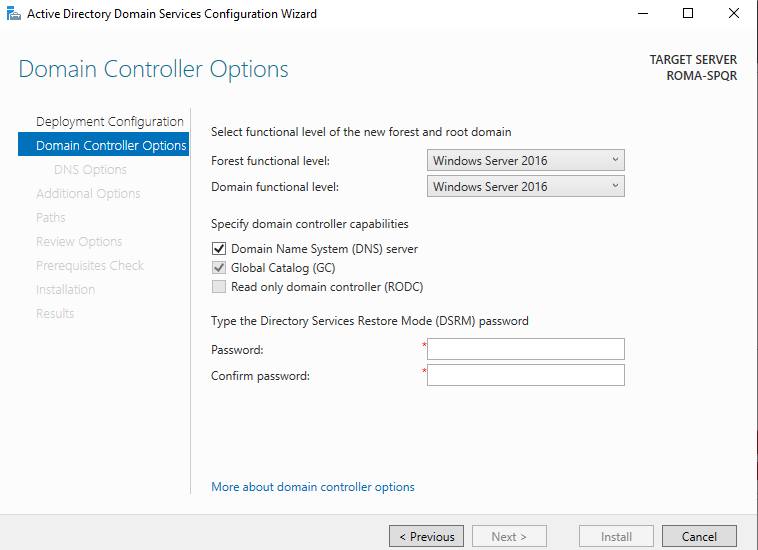 Active Directory Domain Services Configuration Wizard
Domain Controller Options
TARGET SERVER
ROMA-SPQR
Deployment Configuration
Domain Controller Options
DNS Options
Additional Options
Paths
Review Options
Prerequisites Check
Installation
Results
Select functional level of the new forest and root domain
Forest functional level:
Windows Server 2016
Domain functional level:
Windows Server 2016
Specify domain controller capabilities
Domain Name System (DNS) server
Global Catalog (GC)
Read only domain controller (RODC)
Type the Directory Services Restore Mode (DSRM) password
Password:
*
Confirm password:
*
More about domain controller options
< Previous
Next >
Install
Cancel